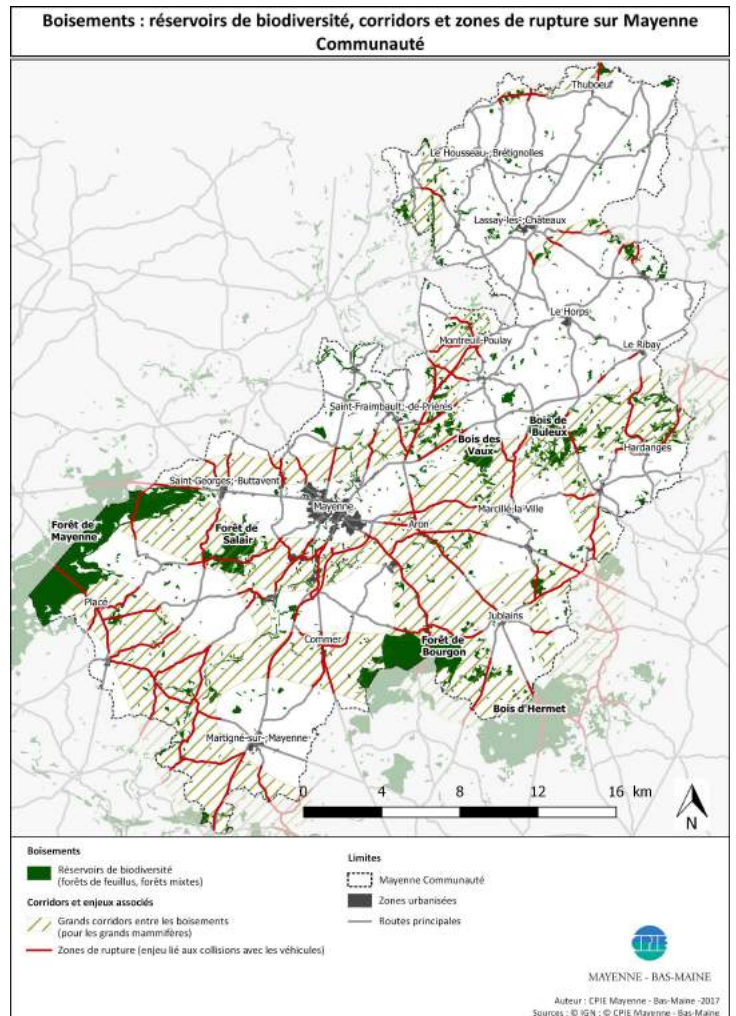 Boisements : réservoirs de biodiversité, corridors et zones de rupture sur Mayenne
Communauté
Thuboeuf
Le Housseau-;Brétignolles
Lassay-les-;Châteaux
Le Horps
Montreuil-Poulay
Le Ribay
Saint-Fraimbault;-de-Prières
Bois de
Buleux
Bois des
Vaux
Hardanges
Saint-Georges;-Buttavent
Mayenne
Marcillé-la-Ville
Aron
Forêt de
Mayenne
Forêt de
Salair
Placé
Jublains
Commer
Forêt de
Bourgon
Bois d'Hermet
Martigné-sur-;Mayenne
0 4 8 12 16 km
N
Boisements
Réservoirs de biodiversité
(forêts de feuillus, forêts mixtes)
Corridors et enjeux associés
Grands corridors entre les boisements
(pour les grands mammifères)
Zones de rupture (enjeu lié aux collisions avec les véhicules)
Limites
Mayenne Communauté
Zones urbanisées
Routes principales
CPIE
MAYENNE - BAS-MAINE
Auteur : CPIE Mayenne - Bas-Maine -2017
Sources : © IGN ; © CPIE Mayenne - Bas-Maine